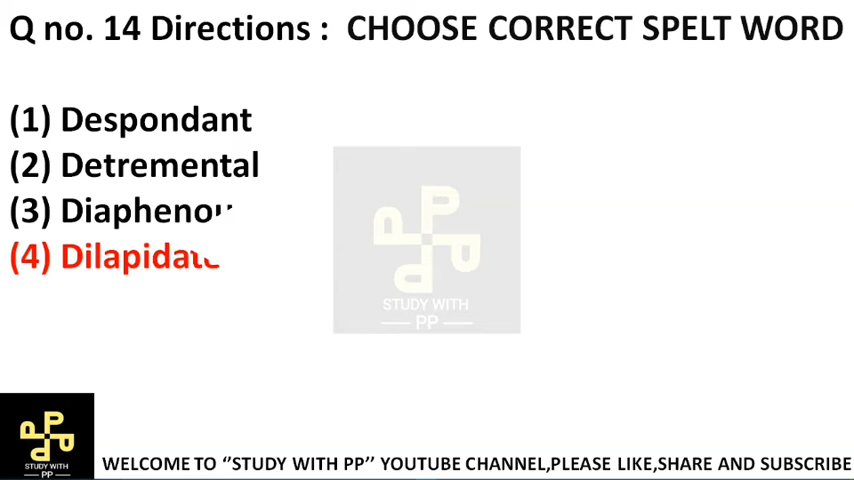 Q no. 14 Directions : CHOOSE CORRECT SPELT WORD
(1) Despondant
(2) Detremental
(3)
(4)
STUDY WITH
PP
STUDY WITH
PP
WELCOME TO “STUDY WITH PP” YOUTUBE CHANNEL,PLEASE LIKE,SHARE AND SUBSCRIBE